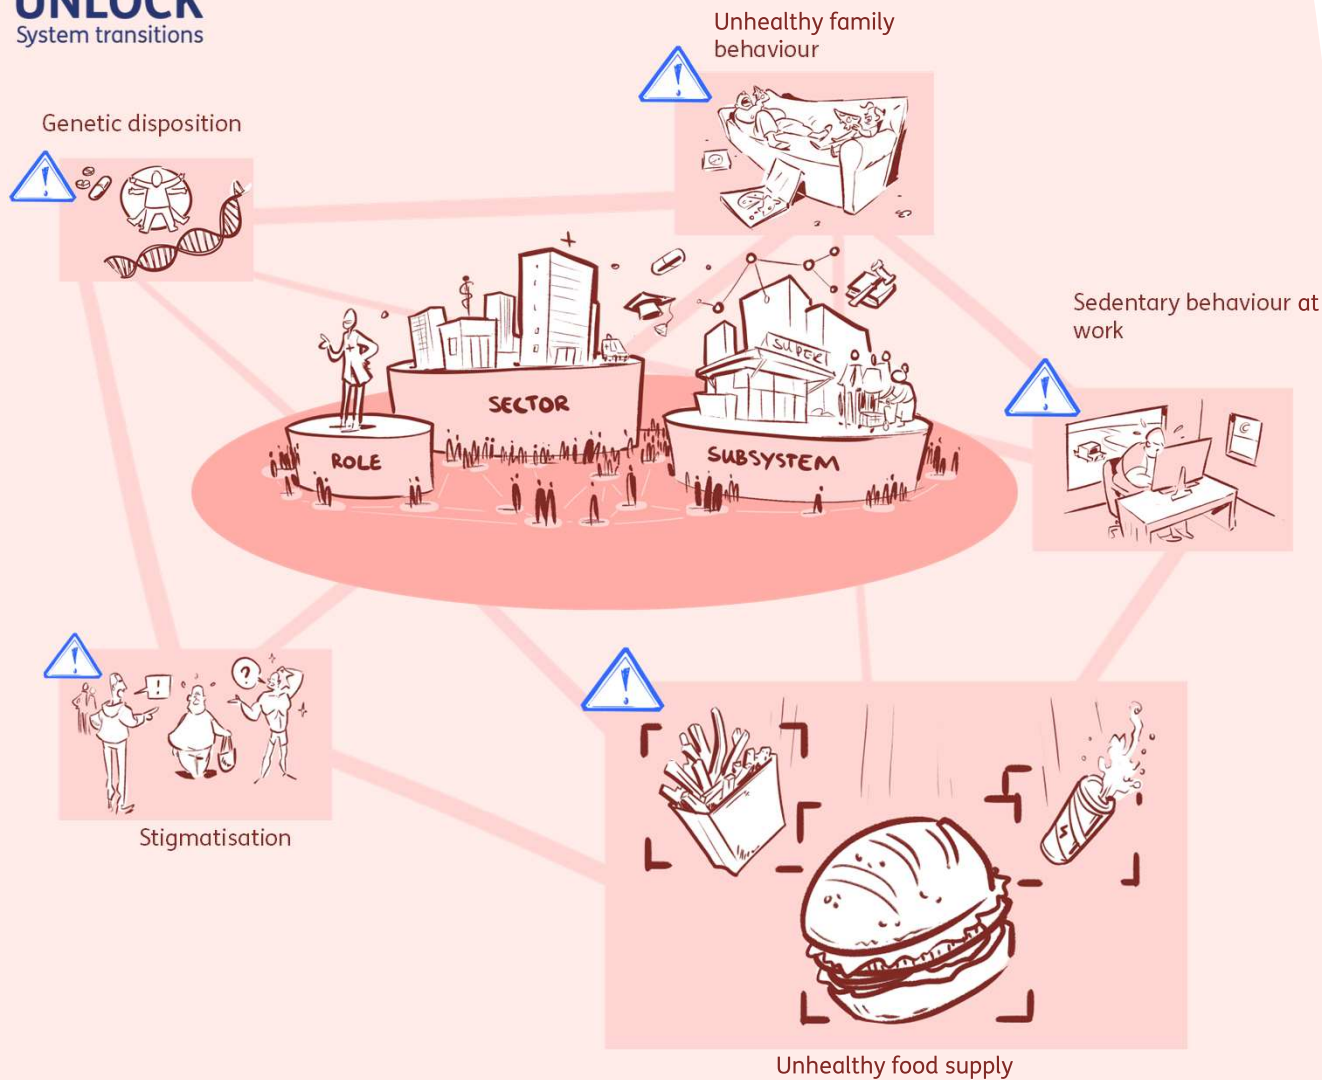 UNLOCK
System transitions
Unhealthy family
behaviour
Genetic disposition
Sedentary behaviour at
work
SUPER
SECTOR
ROLE
SUBSYSTEM
!
?
Stigmatisation
Unhealthy food supply